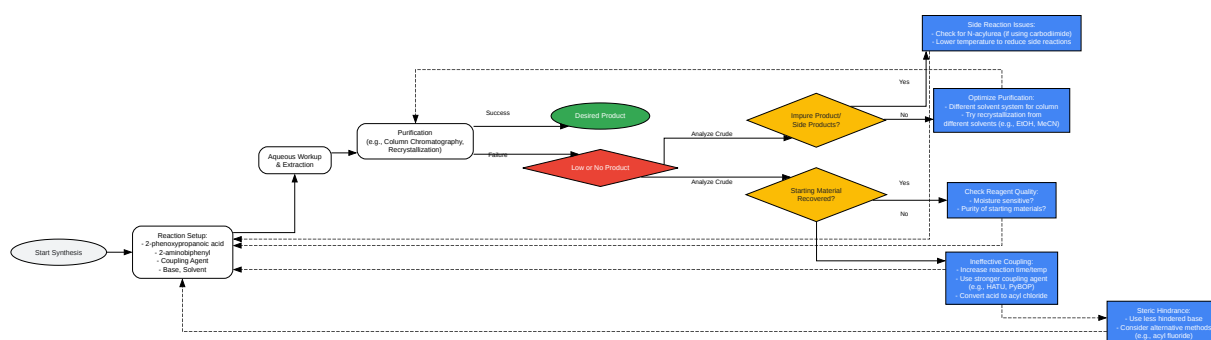 Start Synthesis
Reaction Setup:
- 2-phenoxypropanoic acid
- 2-aminobiphenyl
- Coupling Agent
- Base, Solvent
Aqueous Workup
& Extraction
Purification
(e.g., Column Chromatography,
Recrystallization)
Success
Failure
Desired Product
Low or No Product
Analyze Crude
Analyze Crude
Impure Product/
Side Products?
Yes
No
Starting Material
Recovered?
Yes
No
Side Reaction Issues:
- Check for N-acylurea (if using carbodiimide)
- Lower temperature to reduce side reactions
Optimize Purification:
- Different solvent system for column
- Try recrystallization from
different solvents (e.g., EtOH, MeCN)
Check Reagent Quality:
- Moisture sensitive?
- Purity of starting materials?
Ineffective Coupling:
- Increase reaction time/temp
- Use stronger coupling agent
(e.g., HATU, PyBOP)
- Convert acid to acyl chloride
Steric Hindrance:
- Use less hindered base
- Consider alternative methods
(e.g., acyl fluoride)